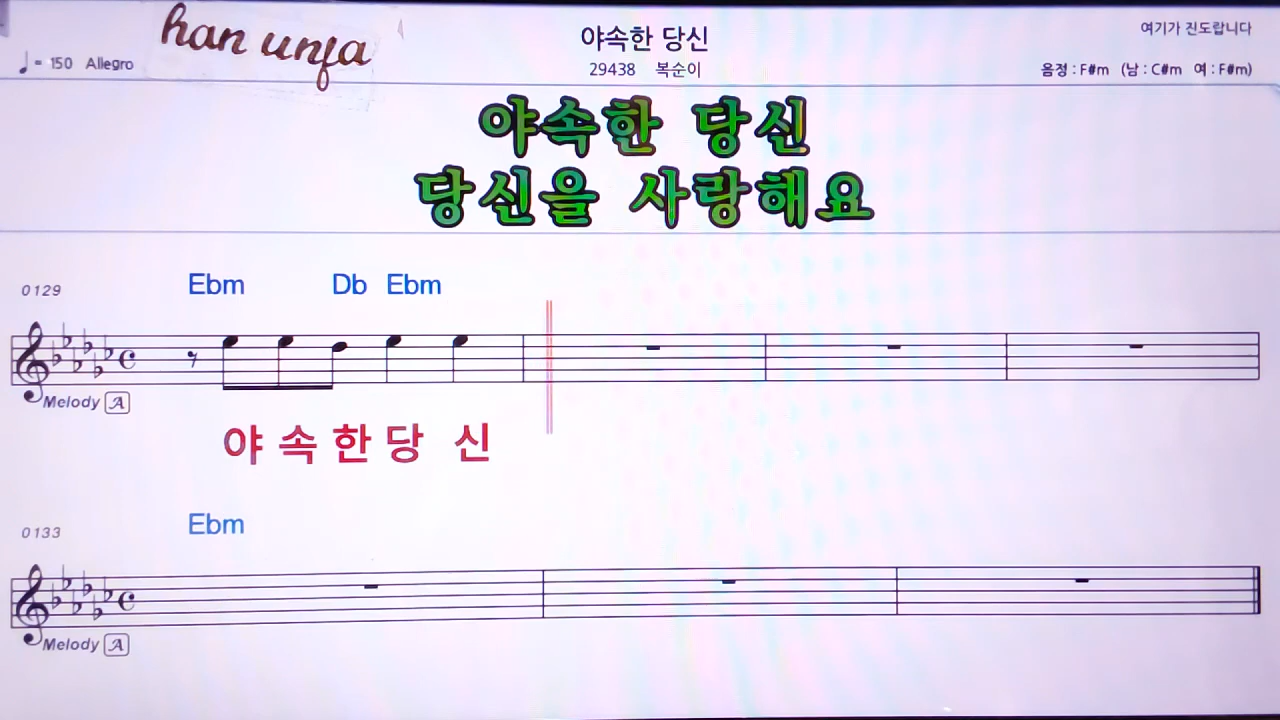 han unfa
야속한 당신
여기가 진도랍니다
♩ = 150 Allegro
29438 복순이
음정 : F#m (남 : C#m 여 : F#m)
야속한 당신
당신을 사랑해요
0129 Ebm Db Ebm
Melody A
야 속 한 당 신
0133 Ebm
Melody A